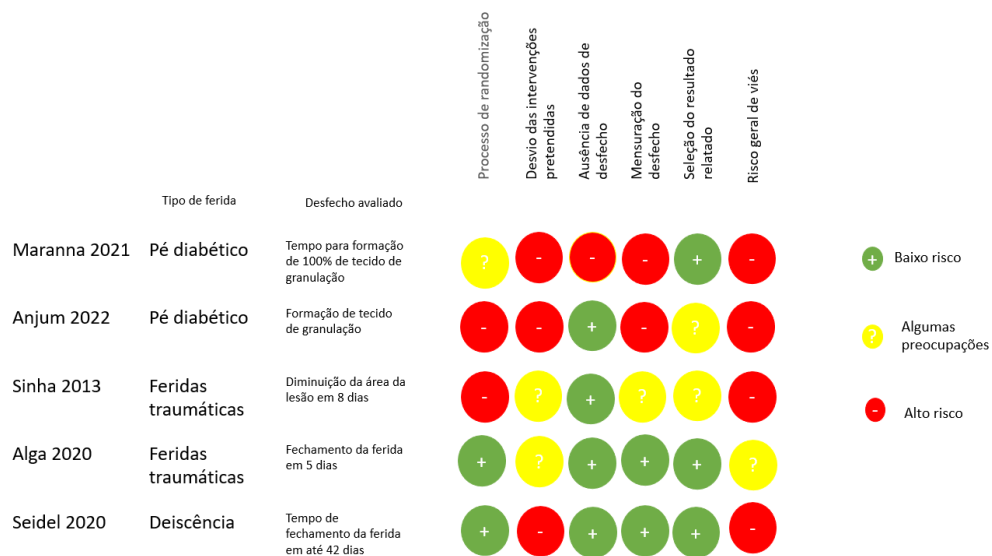 Processo de randomização
Desvio das intervenções
pretendidas
Ausência de dados de
desfecho
Mensuração do
desfecho
Seleção do resultado
relatado
Risco geral de viés
Tipo de ferida
Desfecho avaliado
Maranna 2021
Pé diabético
Tempo para formação
de 100% de tecido de
granulação
?
-
-
-
+
-
+
Baixo risco
Anjum 2022
Pé diabético
Formação de tecido
de granulação
-
-
+
-
?
-
?
Algumas
preocupações
Sinha 2013
Feridas
traumáticas
Diminuição da área da
lesão em 8 dias
-
?
+
?
?
-
-
Alto risco
Alga 2020
Feridas
traumáticas
Fechamento da ferida
em 5 dias
+
?
+
+
+
?
Seidel 2020
Deiscência
Tempo de
fechamento da ferida
em até 42 dias
+
-
+
+
+
-